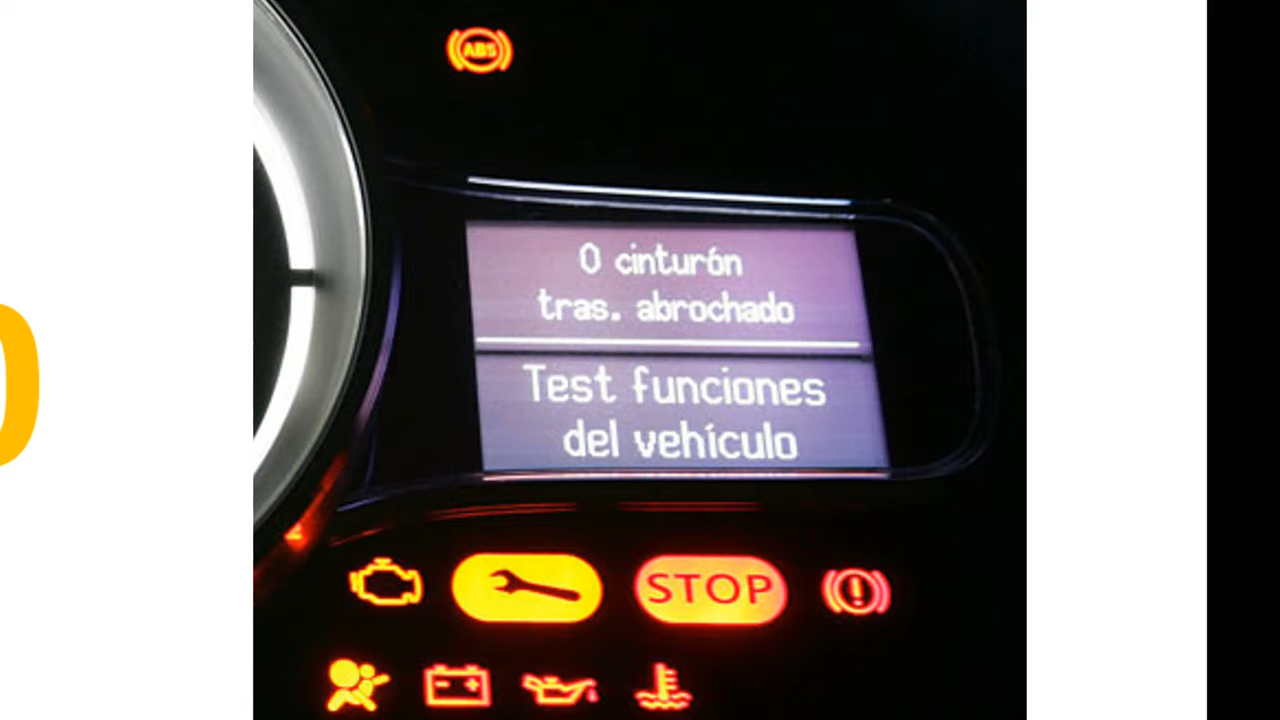 ABS
0 cinturón
tras. abrochado
Test funciones
del vehículo
STOP